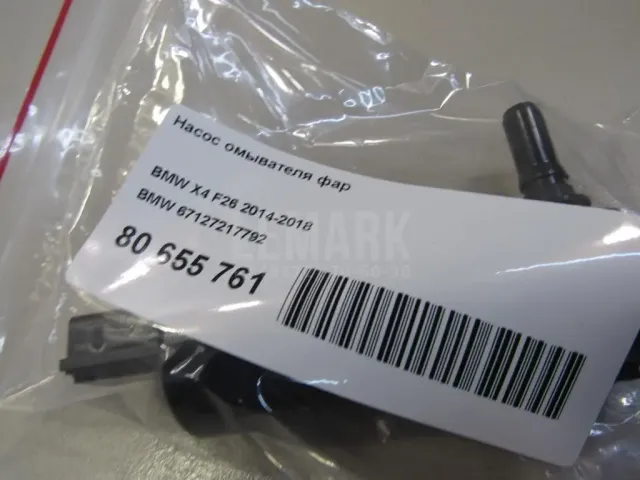 Насос омывателя фар
BMW X4 F26 2014-2018
BMW 67127217792
80 655 761